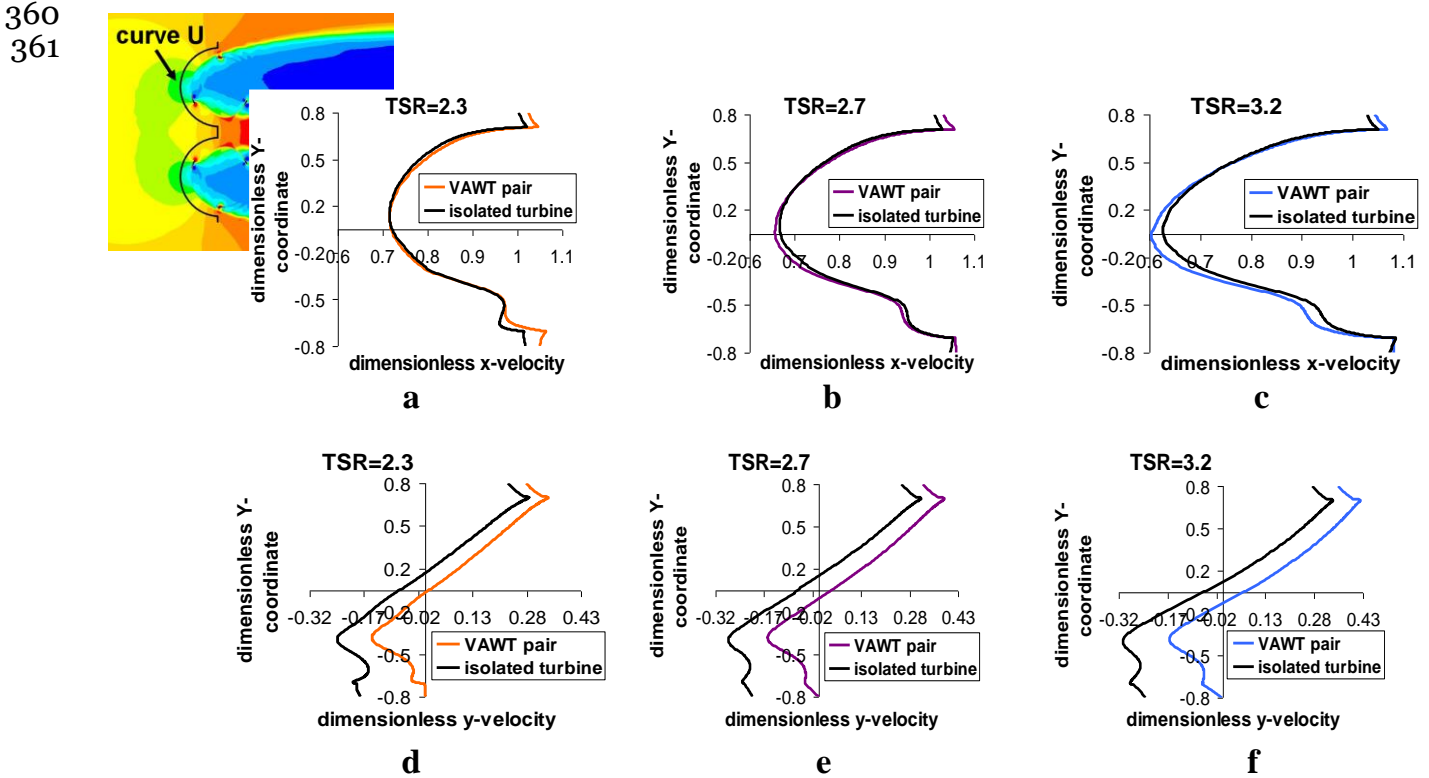 360
361
curve U
TSR=2.3
dimensionless Y-
coordinate
0.8
0.5
0.2
-0.20.6
-0.5
-0.8
0.7
0.8
0.9
1
1.1
VAWT pair
isolated turbine
dimensionless x-velocity
a
TSR=2.7
dimensionless Y-
coordinate
0.8
0.5
0.2
-0.20.6
-0.5
-0.8
0.7
0.8
0.9
1
1.1
VAWT pair
isolated turbine
dimensionless x-velocity
b
TSR=3.2
dimensionless Y-
coordinate
0.8
0.5
0.2
-0.20.6
-0.5
-0.8
0.7
0.8
0.9
1
1.1
VAWT pair
isolated turbine
dimensionless x-velocity
c
TSR=2.3
dimensionless Y-
coordinate
0.8
0.5
0.2
-0.2
-0.5
-0.8
-0.32
-0.17
-0.02
0.13
0.28
0.43
VAWT pair
isolated turbine
dimensionless y-velocity
d
TSR=2.7
dimensionless Y-
coordinate
0.8
0.5
0.2
-0.2
-0.5
-0.8
-0.32
-0.17
-0.02
0.13
0.28
0.43
VAWT pair
isolated turbine
dimensionless y-velocity
e
TSR=3.2
dimensionless Y-
coordinate
0.8
0.5
0.2
-0.2
-0.5
-0.8
-0.32
-0.17
-0.02
0.13
0.28
0.43
VAWT pair
isolated turbine
dimensionless y-velocity
f